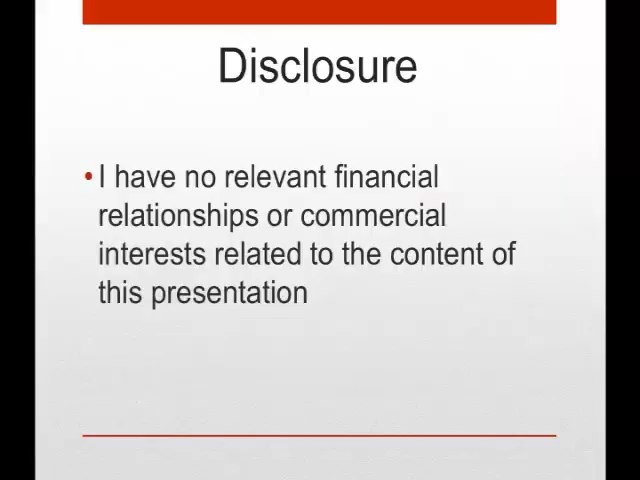 Disclosure
•I have no relevant financial
relationships or commercial
interests related to the content of
this presentation